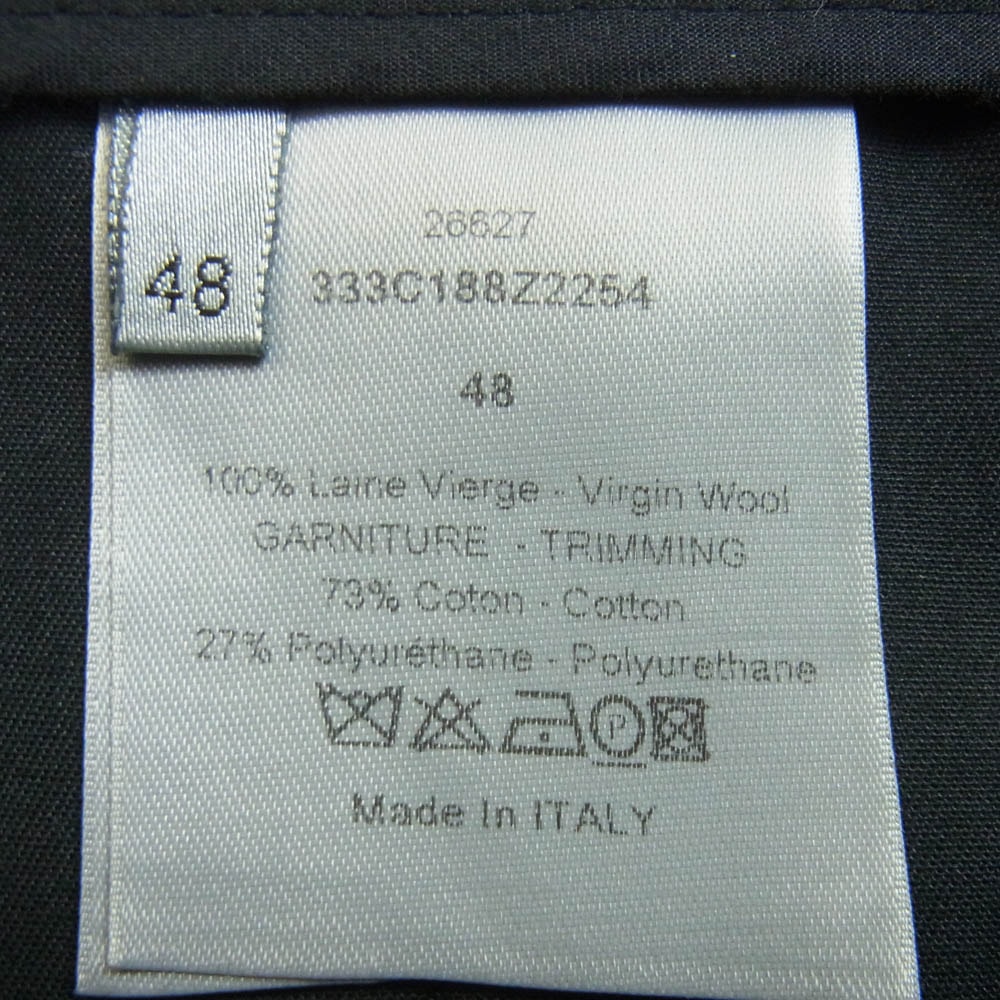 48
26627
333C188Z2254
48
100% Laine Vierge - Virgin Wool
GARNITURE - TRIMMING
73% Coton - Cotton
27% Polyuréthane - Polyurethane
P
Made In ITALY